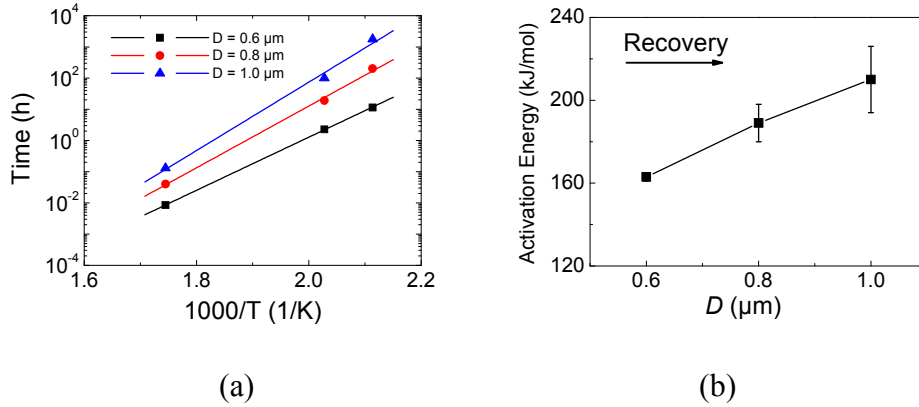 10^4
10^2
10^0
10^-2
10^-4
Time (h)
D = 0.6 µm
D = 0.8 µm
D = 1.0 µm
1.6 1.8 2.0 2.2
1000/T (1/K)
(a)
240
200
160
120
Activation Energy (kJ/mol)
Recovery
0.6 0.8 1.0
D (µm)
(b)